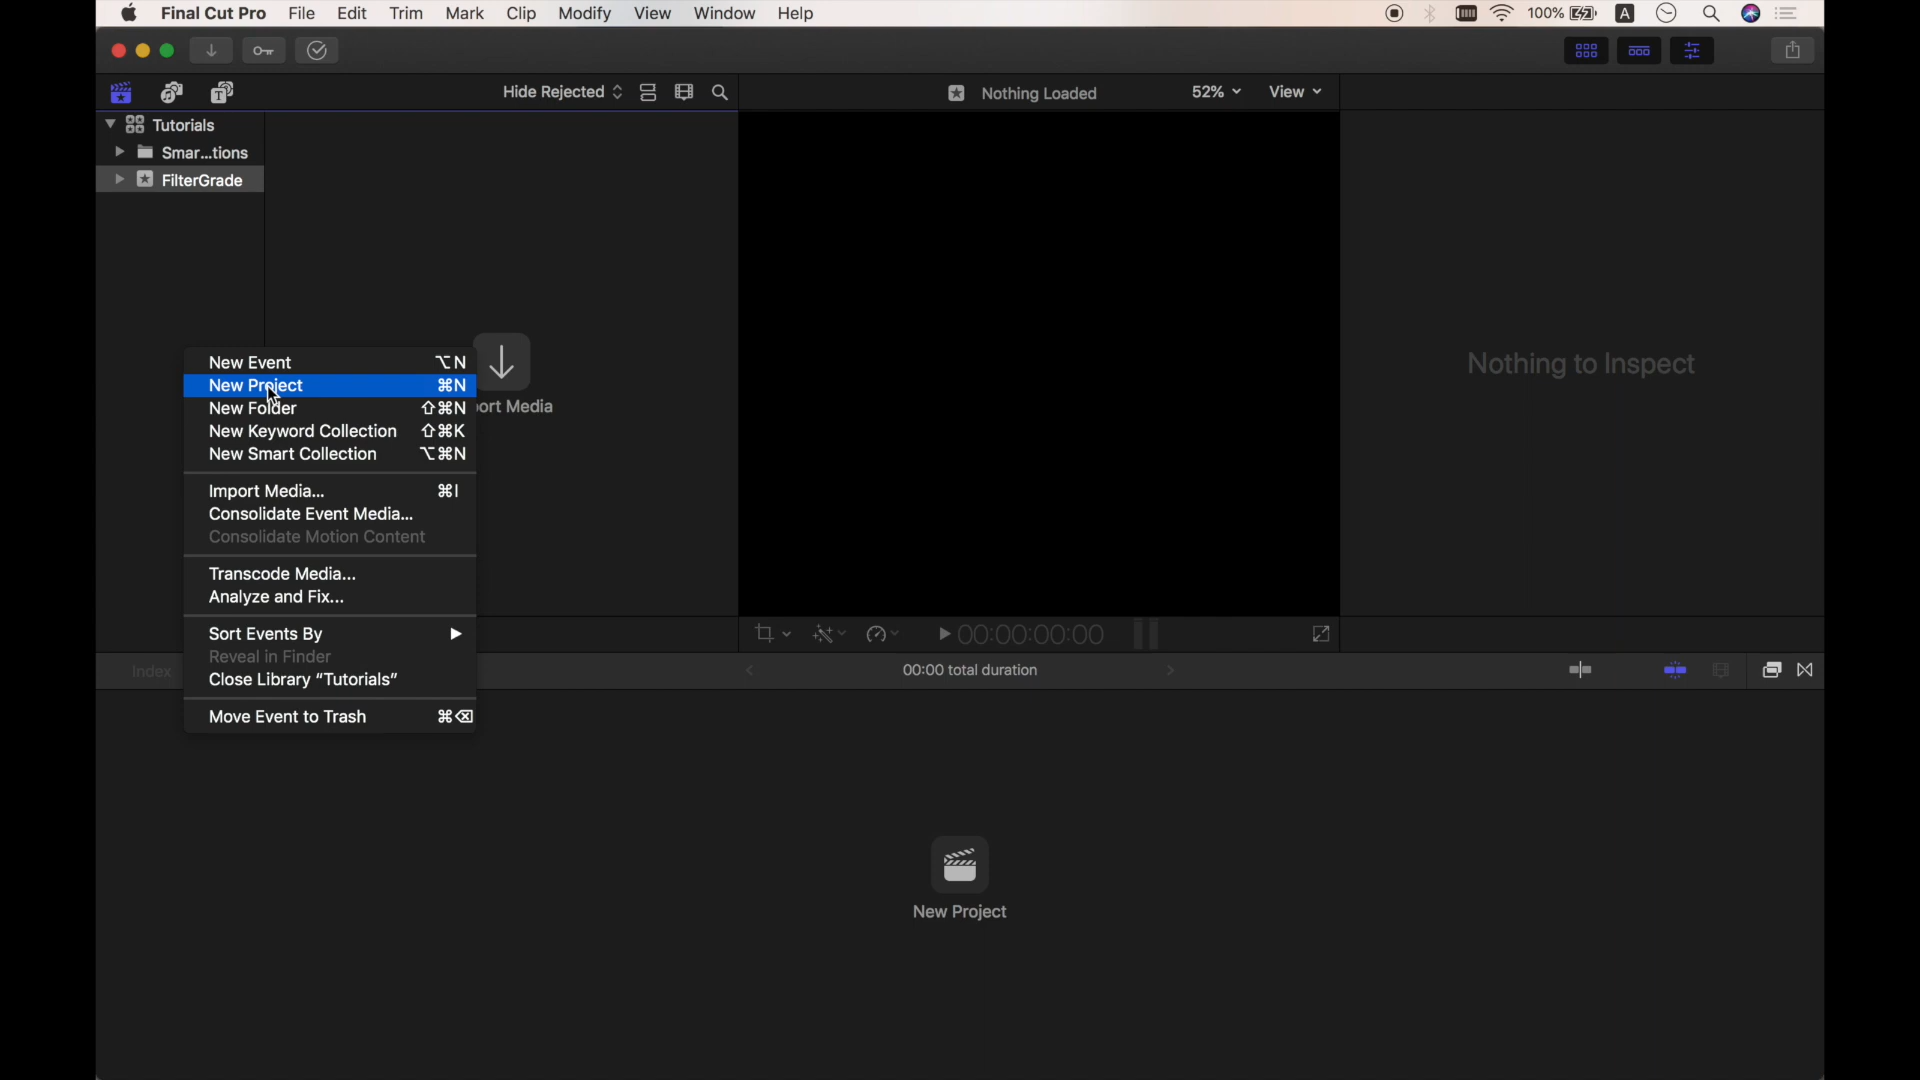 Final Cut Pro File Edit Trim Mark Clip Modify View Window Help 100% A
Hide Rejected
Nothing Loaded 52% View
Tutorials
Smar...tions
FilterGrade
New Event ⌥N
New Project ⌘N
New Folder ⇧⌘N
New Keyword Collection ⇧⌘K
New Smart Collection ⌥⌘N
Import Media... ⌘I
Consolidate Event Media...
Consolidate Motion Content
Transcode Media...
Analyze and Fix...
Sort Events By
Reveal in Finder
Close Library “Tutorials”
Move Event to Trash ⌘⌫
ort Media
Nothing to Inspect
00:00:00:00
Index
00:00 total duration
New Project